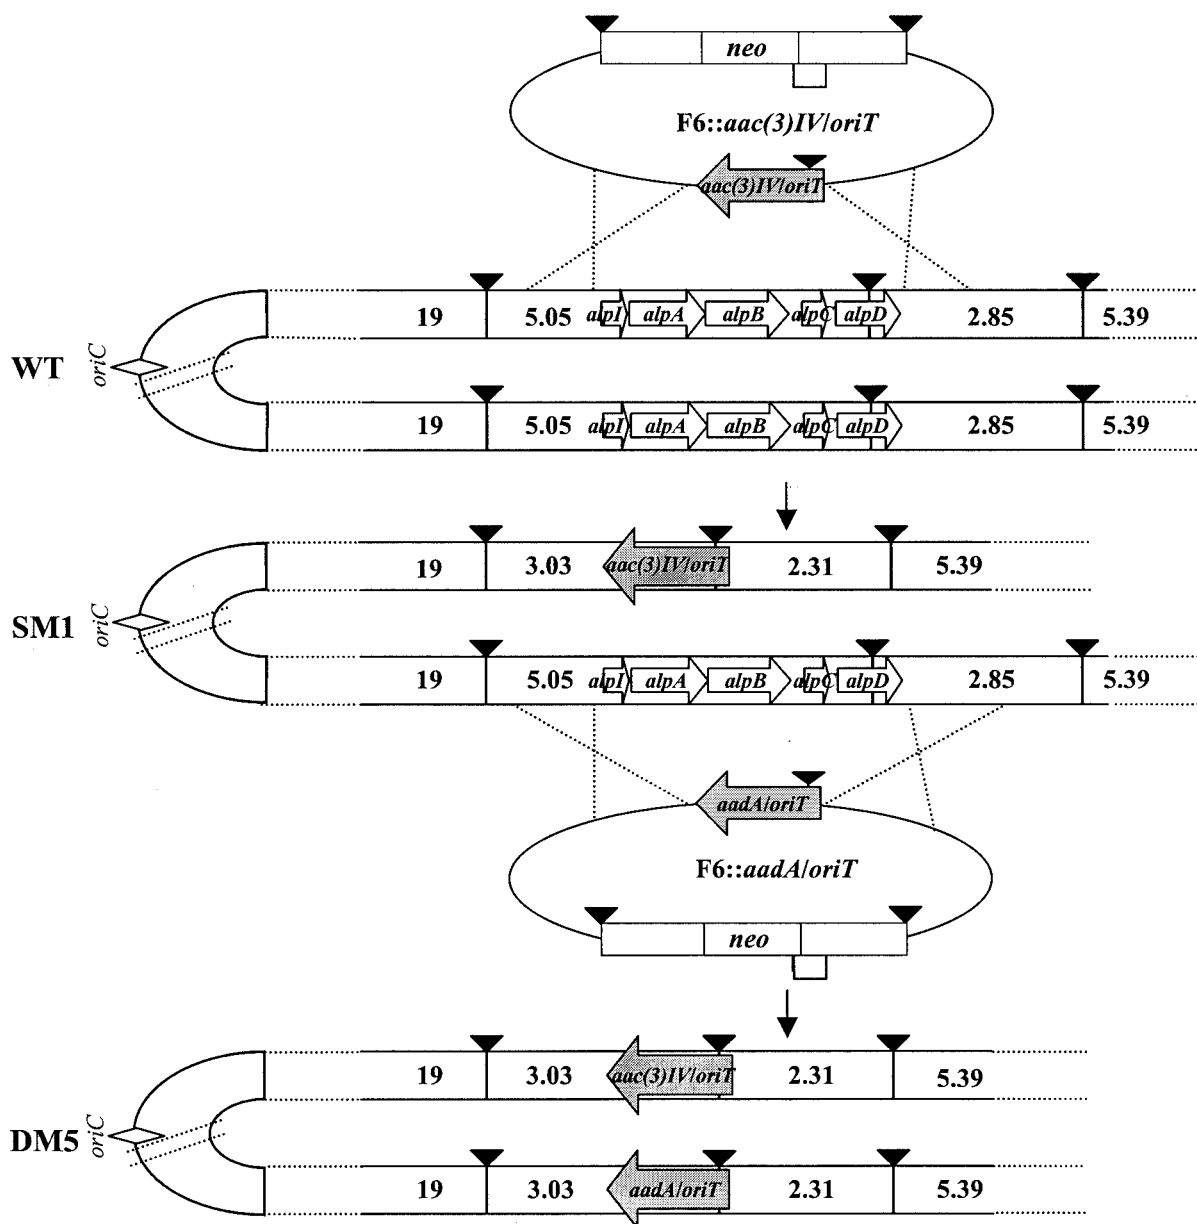 neo
F6::aac(3)IV/oriT
aac(3)IV/oriT
19 5.05 alpI alpA alpB alpC alpD 2.85 5.39
WT oriC
19 5.05 alpI alpA alpB alpC alpD 2.85 5.39
19 3.03 aac(3)IV/oriT 2.31 5.39
SM1 oriC
19 5.05 alpI alpA alpB alpC alpD 2.85 5.39
aadA/oriT
F6::aadA/oriT
neo
19 3.03 aac(3)IV/oriT 2.31 5.39
DM5 oriC
19 3.03 aadA/oriT 2.31 5.39